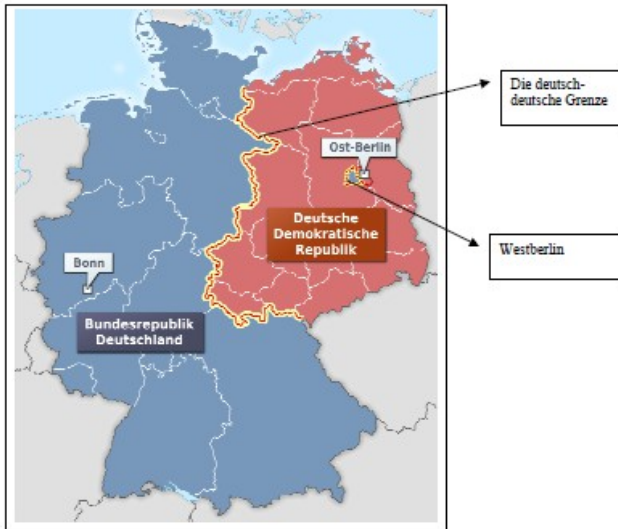 Die deutsch-
deutsche Grenze
Ost-Berlin
Deutsche
Demokratische
Republik
Westberlin
Bonn
Bundesrepublik
Deutschland